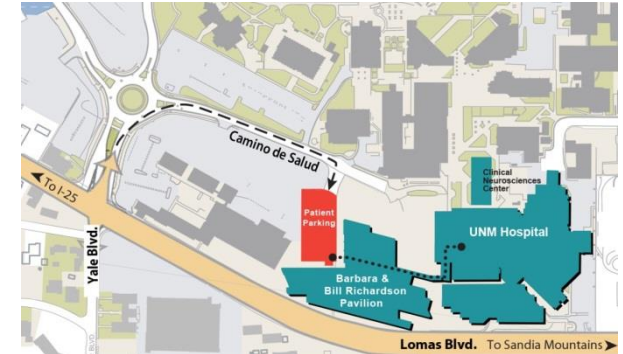 Camino de Salud
To I-25
Yale Blvd.
BLVD
Patient
Parking
Clinical
Neurosciences
Center
UNM Hospital
Barbara &
Bill Richardson
Pavilion
Lomas Blvd. To Sandia Mountains